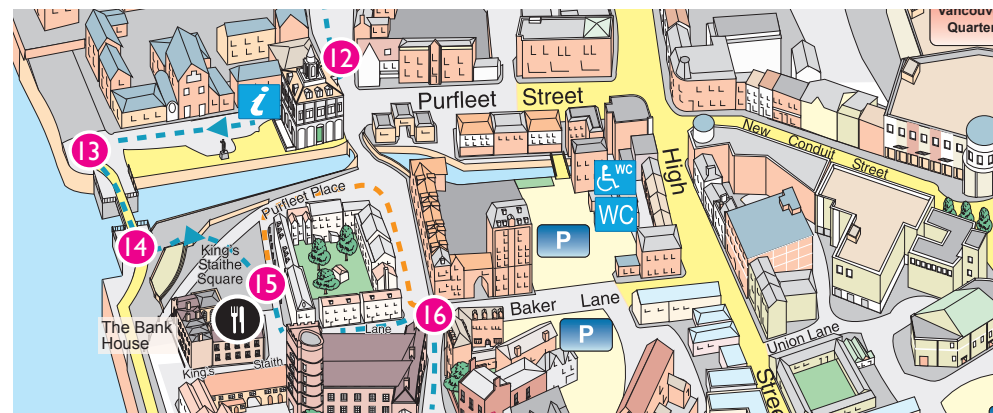 Vancouv
Quarter
12
Purfleet Street
i
New Conduit Street
13
WC
High
WC
Purfleet Place
14
King's
Staithe
Square
P
15
16
Baker Lane
The Bank
House
Lane
P
Union Lane
King's Staith
Street